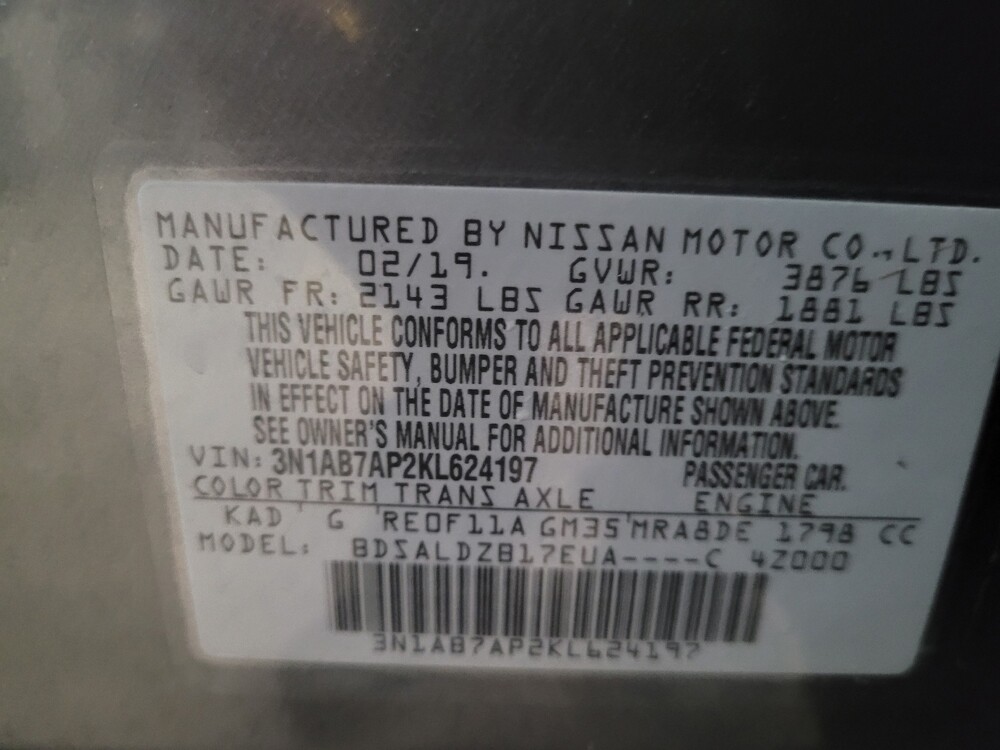 MANUFACTURED BY NISSAN MOTOR CO., LTD.
DATE: 02/19. GVWR: 3876 LBS
GAWR FR: 2143 LBS GAWR RR: 1881 LBS
THIS VEHICLE CONFORMS TO ALL APPLICABLE FEDERAL MOTOR
VEHICLE SAFETY, BUMPER AND THEFT PREVENTION STANDARDS
IN EFFECT ON THE DATE OF MANUFACTURE SHOWN ABOVE.
SEE OWNER'S MANUAL FOR ADDITIONAL INFORMATION.
VIN: 3N1AB7AP2KL624197 PASSENGER CAR.
COLOR TRIM TRANS AXLE ENGINE
KAD G RE0F11A GM35 MRA8DE 1798 CC
MODEL: BDSALDZB17EUA----C 4Z000
3N1AB7AP2KL624197